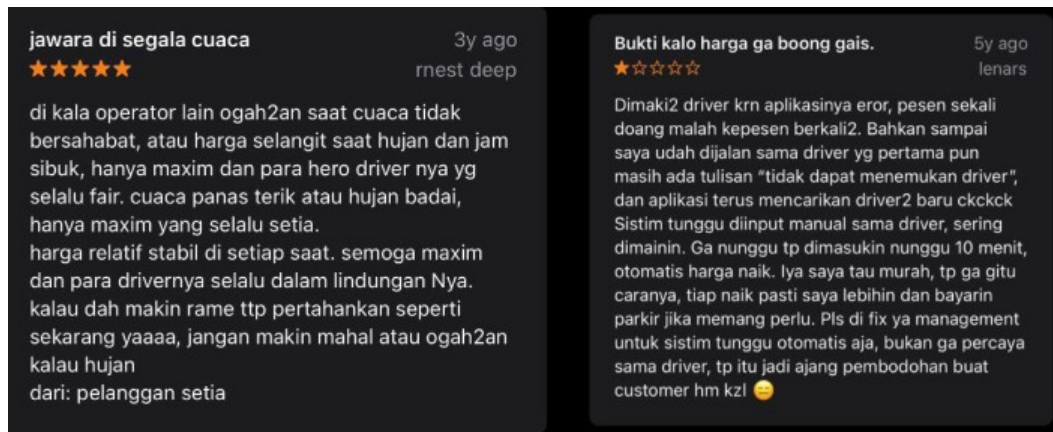 jawara di segala cuaca
3y ago
★★★★★
rnest deep
di kala operator lain ogah2an saat cuaca tidak
bersahabat, atau harga selangit saat hujan dan jam
sibuk, hanya maxim dan para hero driver nya yg
selalu fair. cuaca panas terik atau hujan badai,
hanya maxim yang selalu setia.
harga relatif stabil di setiap saat. semoga maxim
dan para drivernya selalu dalam lindungan Nya.
kalau dah makin rame ttp pertahankan seperti
sekarang yaaaa, jangan makin mahal atau ogah2an
kalau hujan
dari: pelanggan setia
Bukti kalo harga ga boong gais.
5y ago
★☆☆☆☆
lenars
Dimaki2 driver krn aplikasinya eror, pesen sekali
doang malah kepesen berkali2. Bahkan sampai
saya udah dijalan sama driver yg pertama pun
masih ada tulisan “tidak dapat menemukan driver”,
dan aplikasi terus mencarikan driver2 baru ckckck
Sistim tunggu diinput manual sama driver, sering
dimainin. Ga nunggu tp dimasukin nunggu 10 menit,
otomatis harga naik. Iya saya tau murah, tp ga gitu
caranya, tiap naik pasti saya lebihin dan bayarin
parkir jika memang perlu. Pls di fix ya management
untuk sistim tunggu otomatis aja, bukan ga percaya
sama driver, tp itu jadi ajang pembodohan buat
customer hm kzl 😑